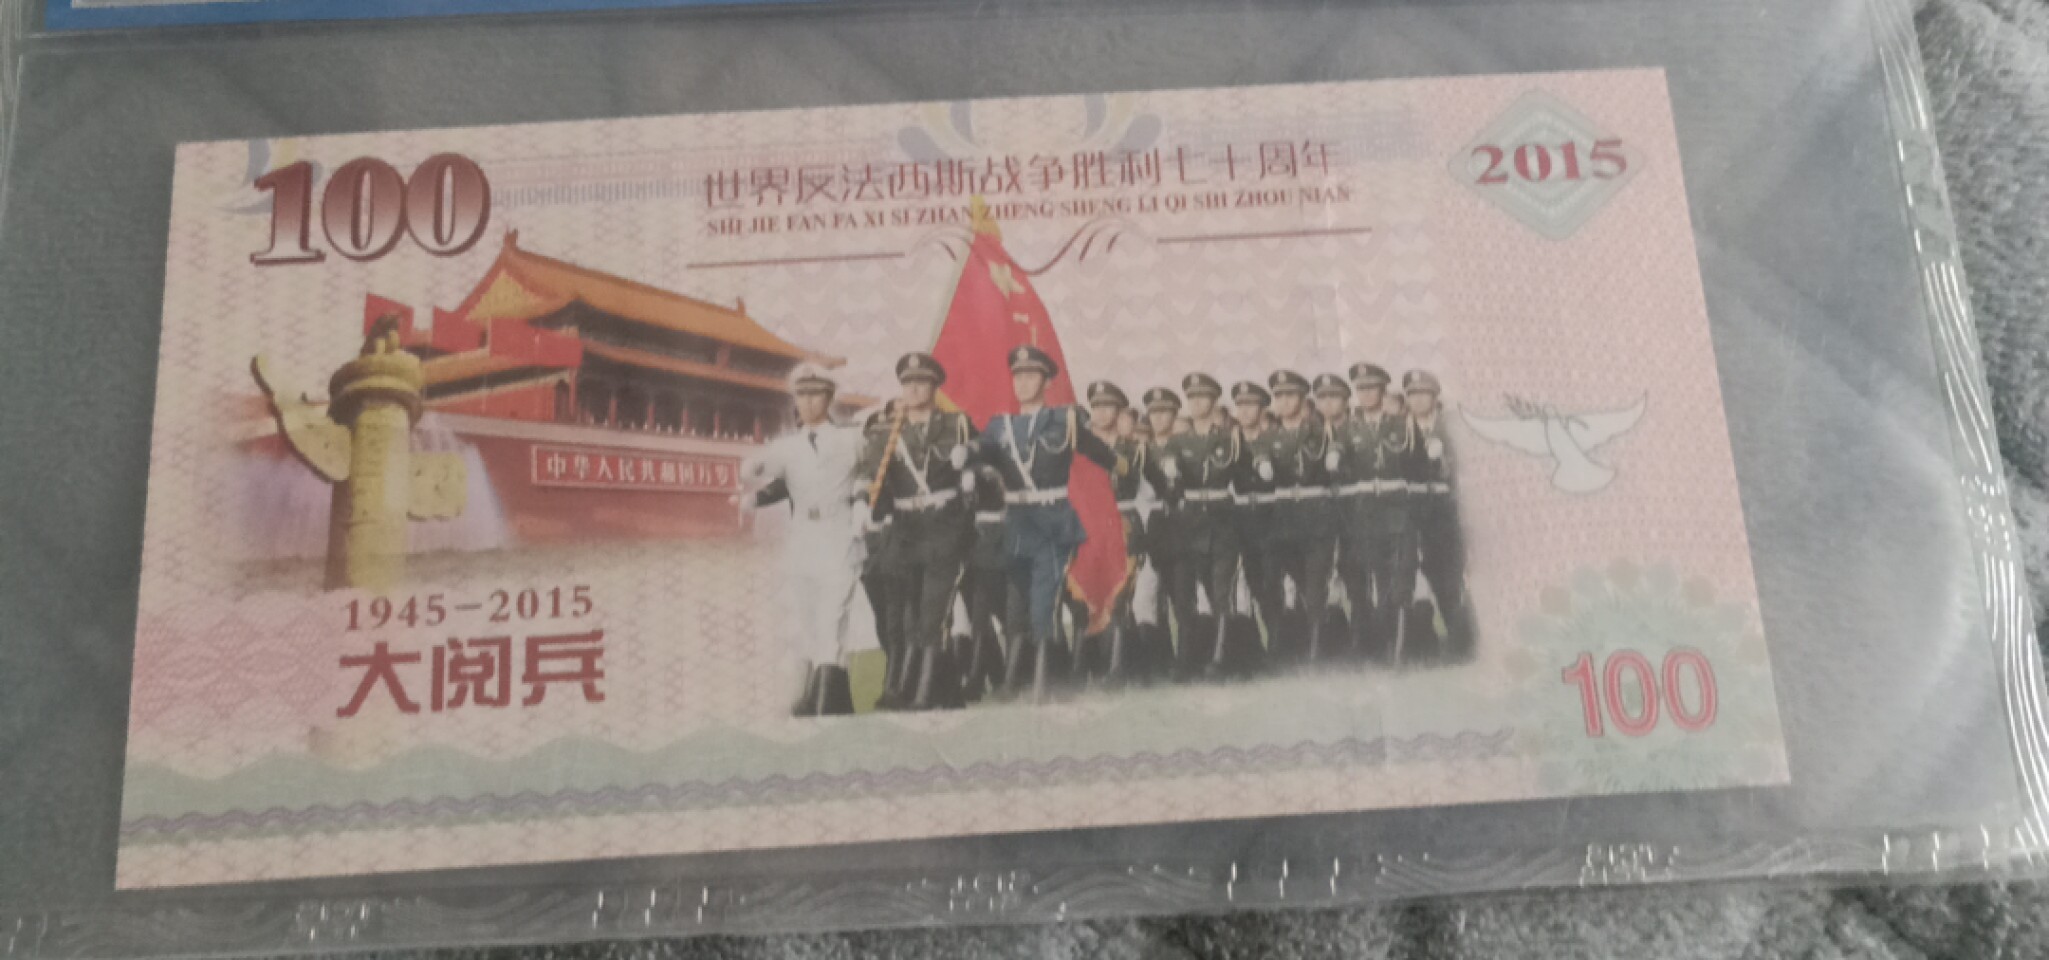 100
世界反法西斯战争胜利七十周年
SHI JIE FAN FA XI SI ZHAN ZHENG SHENG LI QI SHI ZHOU NIAN
2015
中华人民共和国万岁
1945-2015
大阅兵
100